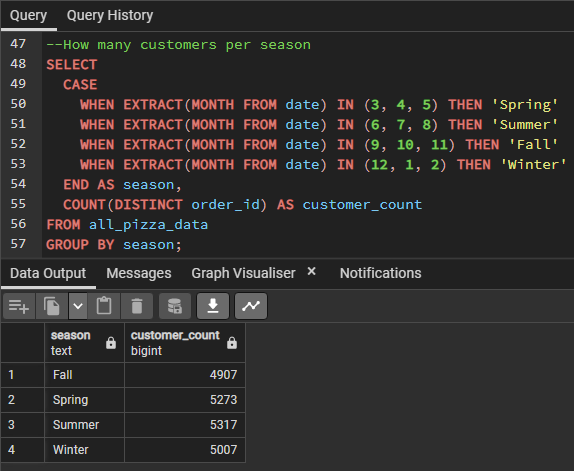 Query Query History
47 --How many customers per season
48 SELECT
49 CASE
50 WHEN EXTRACT(MONTH FROM date) IN (3, 4, 5) THEN 'Spring'
51 WHEN EXTRACT(MONTH FROM date) IN (6, 7, 8) THEN 'Summer'
52 WHEN EXTRACT(MONTH FROM date) IN (9, 10, 11) THEN 'Fall'
53 WHEN EXTRACT(MONTH FROM date) IN (12, 1, 2) THEN 'Winter'
54 END AS season,
55 COUNT(DISTINCT order_id) AS customer_count
56 FROM all_pizza_data
57 GROUP BY season;
Data Output Messages Graph Visualiser × Notifications
season customer_count
text bigint
1 Fall 4907
2 Spring 5273
3 Summer 5317
4 Winter 5007